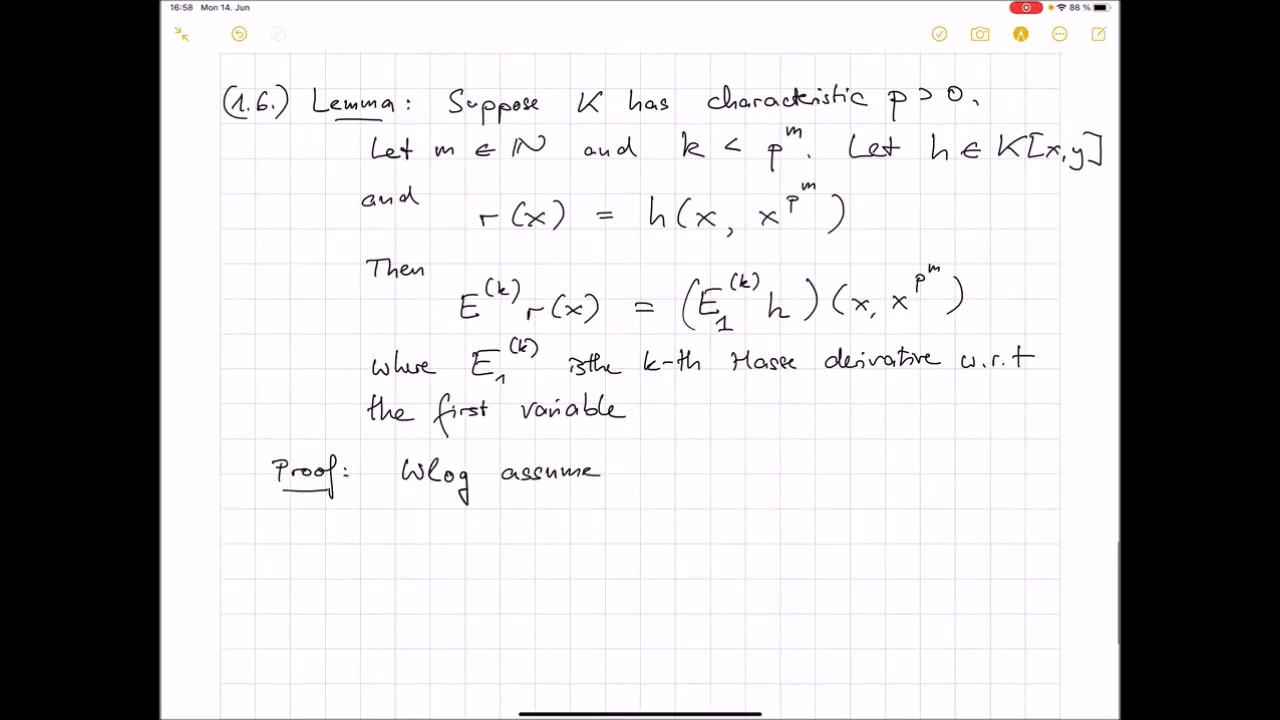 16:58 Mon 14. Jun 86 %
(1.6.) Lemma: Suppose K has characteristic p > 0.
Let m ∈ ℕ and k < p^m. Let h ∈ K[x,y]
and r(x) = h(x, x^{p^m})
Then
E^{(k)} r(x) = (E_1^{(k)} h)(x, x^{p^m})
where E_1^{(k)} is the k-th Hasse derivative w.r.t
the first variable
Proof: Wlog assume